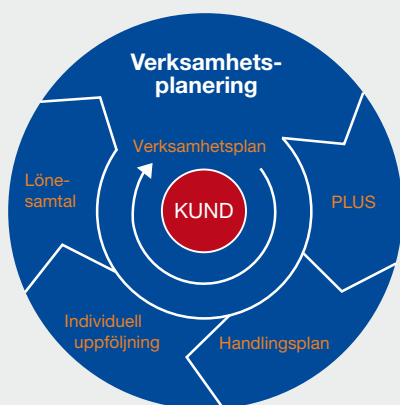 Verksamhets-
planering
Verksamhetsplan
KUND
PLUS
Handlingsplan
Individuell
uppföljning
Löne-
samtal